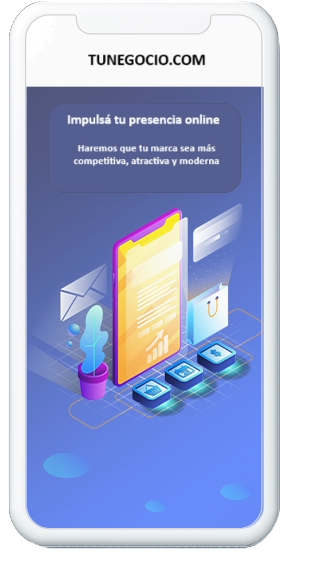 TUNEGOCIO.COM
Impulsá tu presencia online
Haremos que tu marca sea más
competitiva, atractiva y moderna